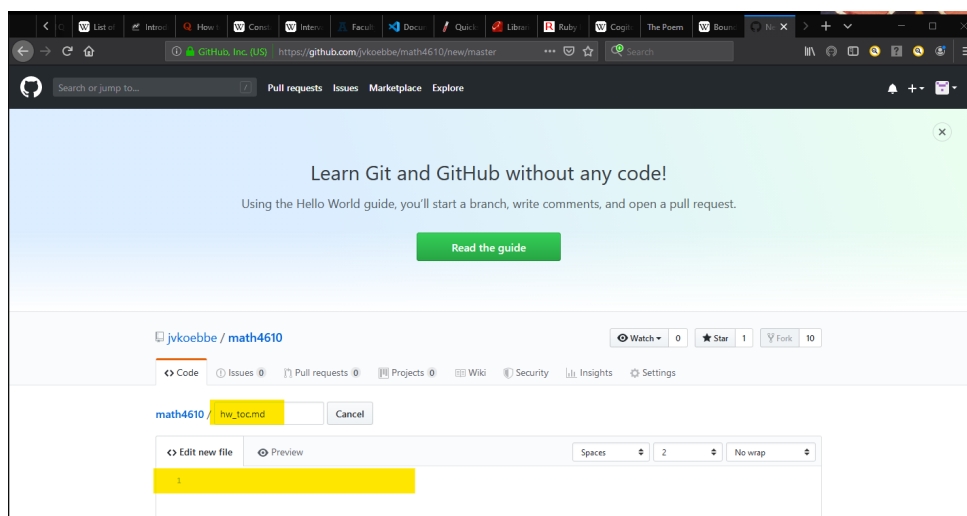 List of
Introd
How t
Const
Interv
Facult
Docur
Quick
Librar
Ruby
Cogit
The Poem
Bound
GitHub, Inc. (US) https://github.com/jvkoebbe/math4610/new/master
Search
Search or jump to... / Pull requests Issues Marketplace Explore
Learn Git and GitHub without any code!
Using the Hello World guide, you'll start a branch, write comments, and open a pull request.
Read the guide
jvkoebbe / math4610
Watch 0 Star 1 Fork 10
Code Issues 0 Pull requests 0 Projects 0 Wiki Security Insights Settings
math4610 / hw_toc.md Cancel
Edit new file Preview Spaces 2 No wrap
1